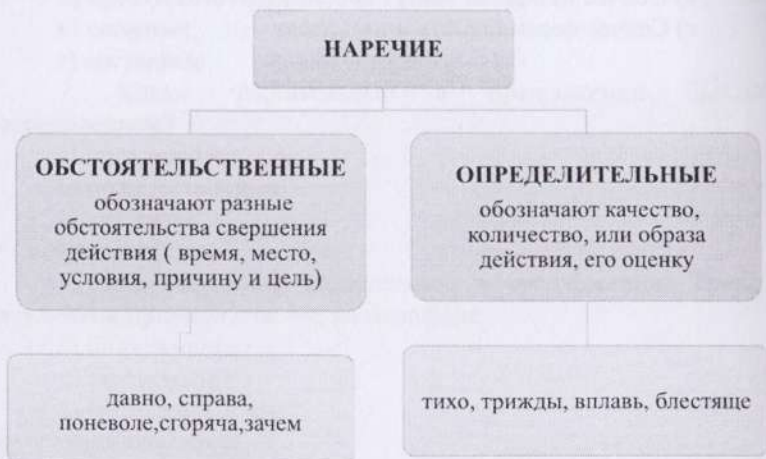 НАРЕЧИЕ
ОБСТОЯТЕЛЬСТВЕННЫЕ
обозначают разные
обстоятельства свершения
действия ( время, место,
условия, причину и цель)
ОПРЕДЕЛИТЕЛЬНЫЕ
обозначают качество,
количество, или образа
действия, его оценку
давно, справа,
поневоле,сгоряча,зачем
тихо, трижды, вплавь, блестяще